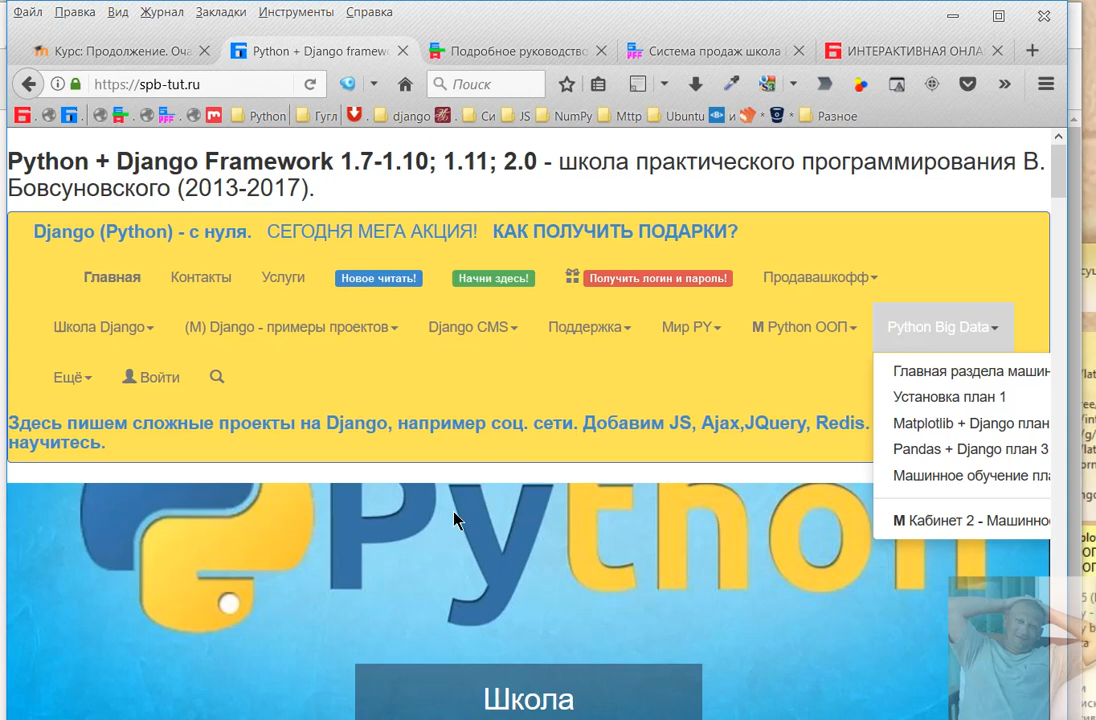 Файл Правка Вид Журнал Закладки Инструменты Справка
Курс: Продолжение. Оча
Python + Django framew
Подробное руководство
Система продаж школа
ИНТЕРАКТИВНАЯ ОНЛА
https://spb-tut.ru
Поиск
Python Гугл django Си JS NumPy Mttp Ubuntu и Разное
Python + Django Framework 1.7-1.10; 1.11; 2.0 - школа практического программирования В.
Бовсуновского (2013-2017).
Django (Python) - с нуля. СЕГОДНЯ МЕГА АКЦИЯ! КАК ПОЛУЧИТЬ ПОДАРКИ?
Главная Контакты Услуги Новое читать! Начни здесь! Получить логин и пароль! Продавашкофф
Школа Django (М) Django - примеры проектов Django CMS Поддержка Мир PY М Python ООП Python Big Data
Главная раздела машин
Ещё Войти
Установка план 1
Здесь пишем сложные проекты на Django, например соц. сети. Добавим JS, Ajax,JQuery, Redis.
научитесь.
Matplotlib + Django план
Pandas + Django план 3
Машинное обучение пла
М Кабинет 2 - Машинно
Python
Школа